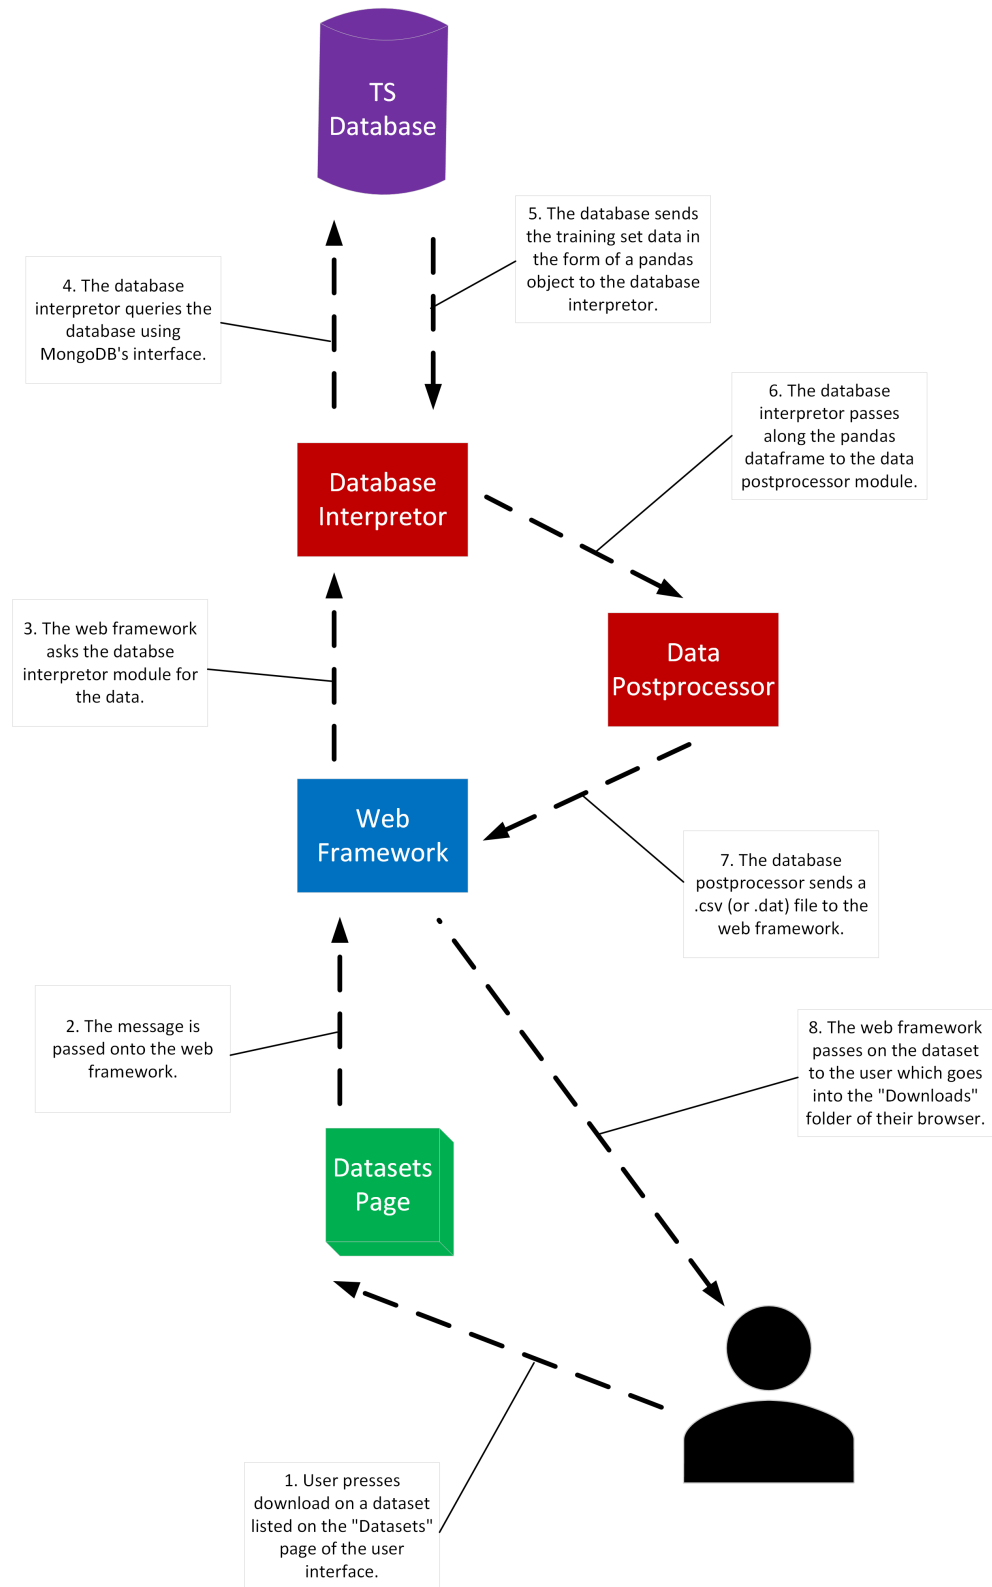 TS
Database
5. The database sends
the training set data in
the form of a pandas
object to the database
interpretor.
4. The database
interpretor queries the
database using
MongoDB's interface.
6. The database
interpretor passes
along the pandas
dataframe to the data
postprocessor module.
Database
Interpretor
3. The web framework
asks the databse
interpretor module for
the data.
Data
Postprocessor
Web
Framework
7. The database
postprocessor sends a
.csv (or .dat) file to the
web framework.
2. The message is
passed onto the web
framework.
8. The web framework
passes on the dataset
to the user which goes
into the "Downloads"
folder of their browser.
Datasets
Page
1. User presses
download on a dataset
listed on the "Datasets"
page of the user
interface.